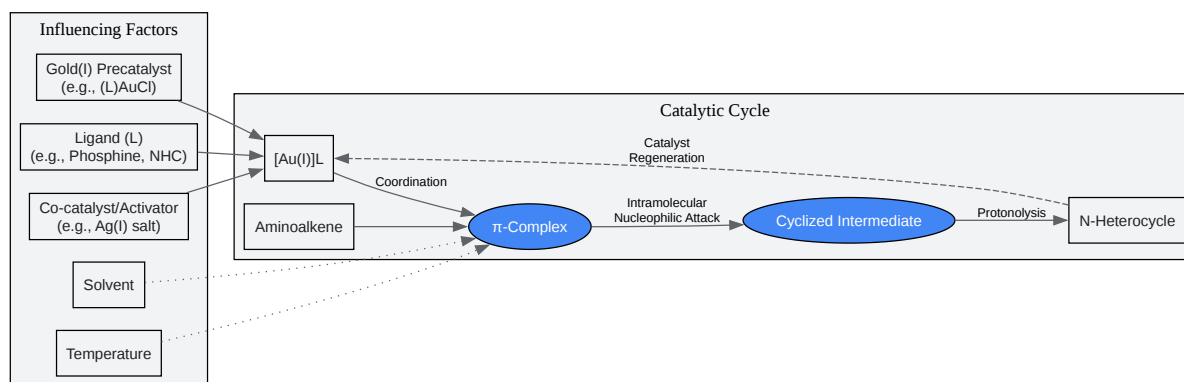 Influencing Factors
Gold(I) Precatalyst
(e.g., (L)AuCl)
Ligand (L)
(e.g., Phosphine, NHC)
Co-catalyst/Activator
(e.g., Ag(I) salt)
Solvent
Temperature
Catalytic Cycle
[Au(I)]L
Aminoalkene
Coordination
π-Complex
Catalyst
Regeneration
Intramolecular
Nucleophilic Attack
Cyclized Intermediate
Protonolysis
N-Heterocycle